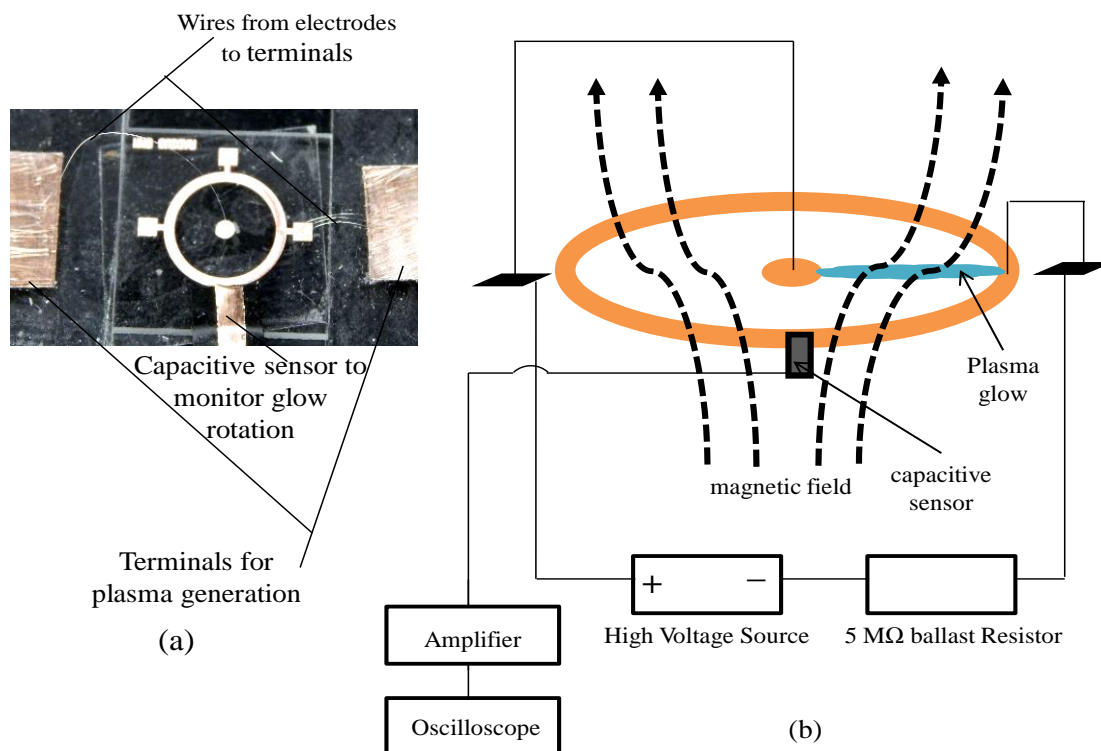 Wires from electrodes
to terminals
Capacitive sensor to
monitor glow
rotation
Terminals for
plasma generation
(a)
Plasma
glow
magnetic field
capacitive
sensor
+ −
High Voltage Source
5 MΩ ballast Resistor
Amplifier
Oscilloscope
(b)